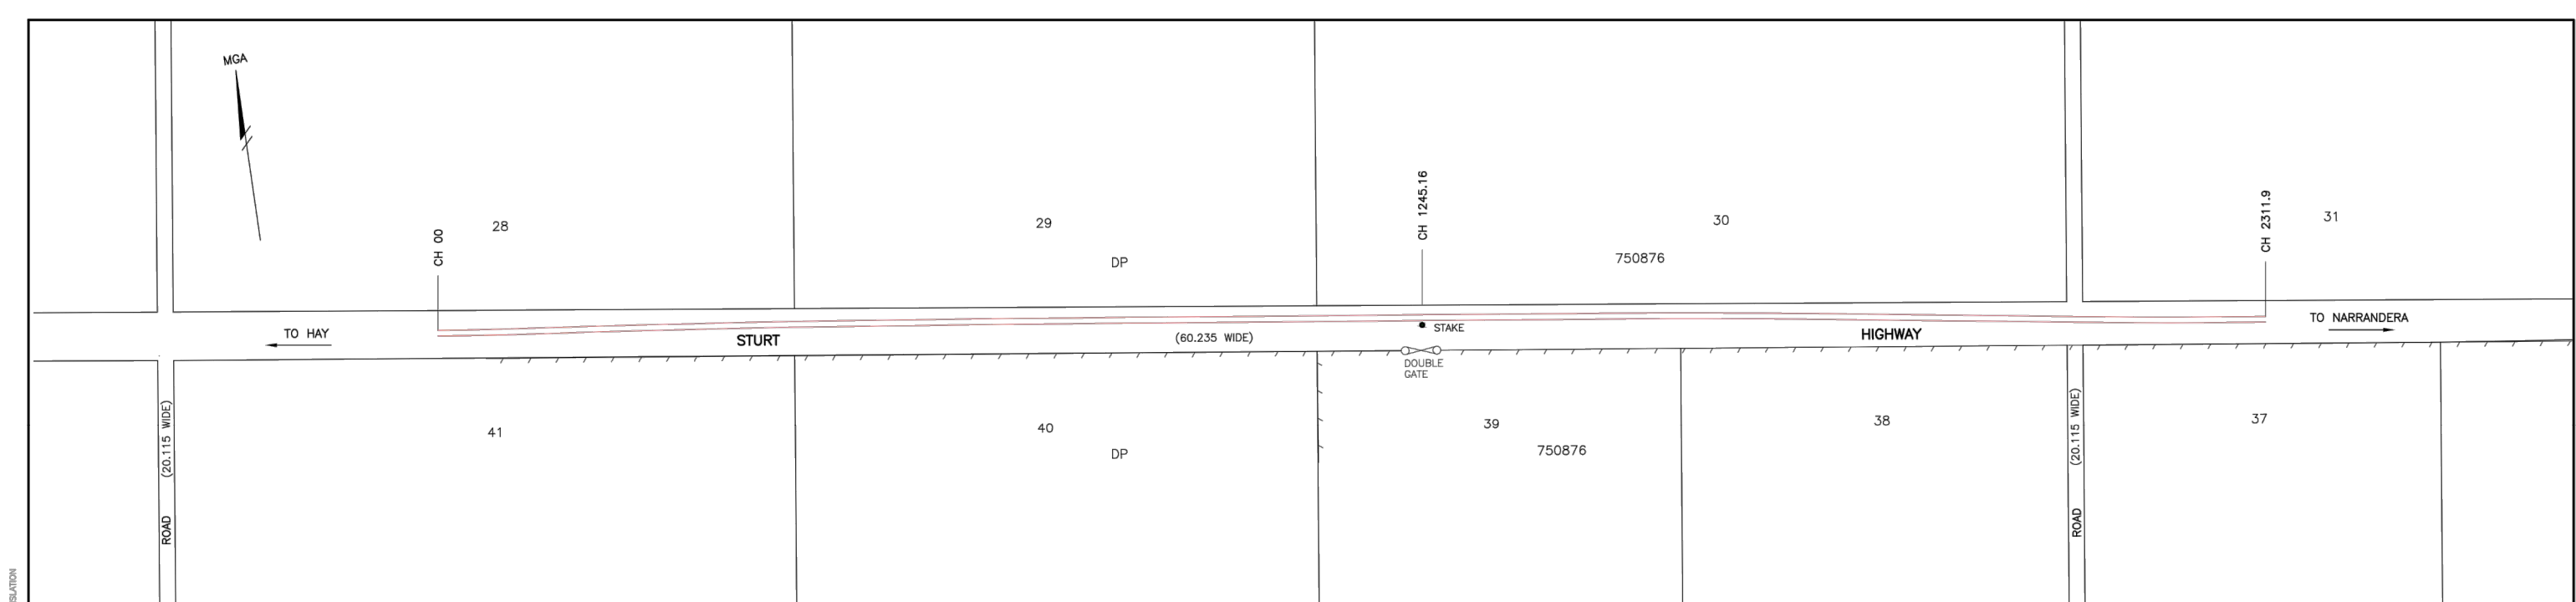 MGA
28
29
30
31
DP
750876
CH 00
CH 1245.16
CH 2311.9
TO HAY
STURT
(60.235 WIDE)
STAKE
HIGHWAY
TO NARRANDERA
DOUBLE
GATE
41
40
39
38
37
DP
750876
ROAD (20.115 WIDE)
ROAD (20.115 WIDE)